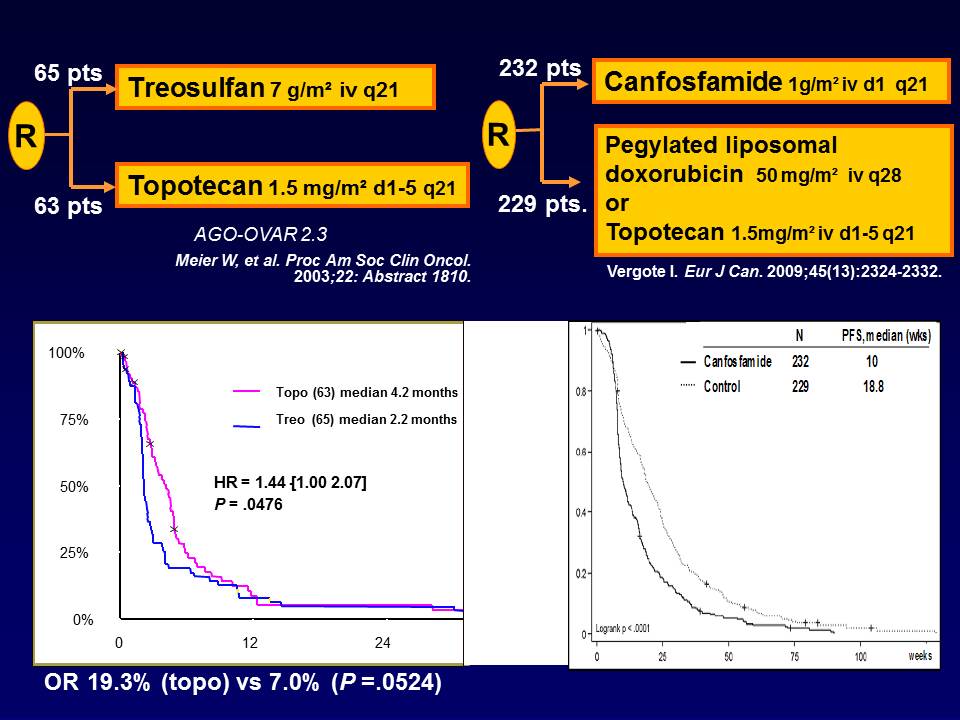 65 pts
Treosulfan 7 g/m² iv q21
R
Topotecan 1.5 mg/m² d1-5 q21
63 pts
AGO-OVAR 2.3
Meier W, et al. Proc Am Soc Clin Oncol.
2003;22: Abstract 1810.
232 pts
Canfosfamide 1g/m² iv d1 q21
R
Pegylated liposomal
doxorubicin 50 mg/m² iv q28
or
Topotecan 1.5mg/m² iv d1-5 q21
229 pts.
Vergote I. Eur J Can. 2009;45(13):2324-2332.
100%
75%
50%
25%
0%
Topo (63) median 4.2 months
Treo (65) median 2.2 months
HR = 1.44 [1.00 2.07]
P = .0476
0 12 24
N PFS, median (wks)
Canfosfamide 232 10
Control 229 18.8
1
0.8
0.6
0.4
0.2
0
Logrank p < .0001
0 25 50 75 100 weeks
OR 19.3% (topo) vs 7.0% (P =.0524)